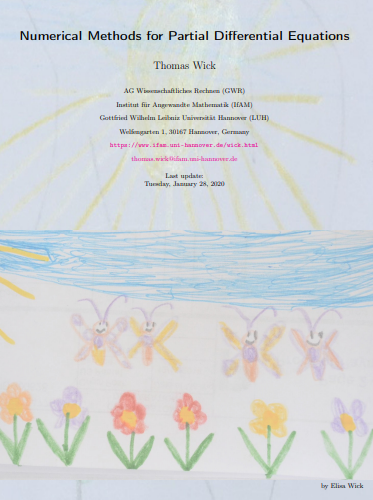 Numerical Methods for Partial Differential Equations
Thomas Wick
AG Wissenschaftliches Rechnen (GWR)
Institut für Angewandte Mathematik (IfAM)
Gottfried Wilhelm Leibniz Universität Hannover (LUH)
Welfengarten 1, 30167 Hannover, Germany
https://www.ifam.uni-hannover.de/wick.html
thomas.wick@ifam.uni-hannover.de
Last update:
Tuesday, January 28, 2020
by Elisa Wick